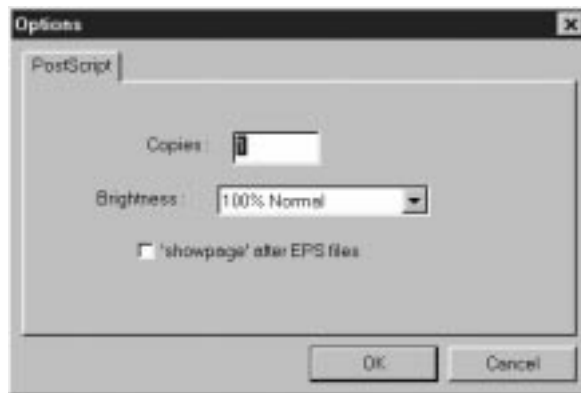 Options
PostScript
Copies : 1
Brightness : 100% Normal
'showpage' after EPS files
OK Cancel